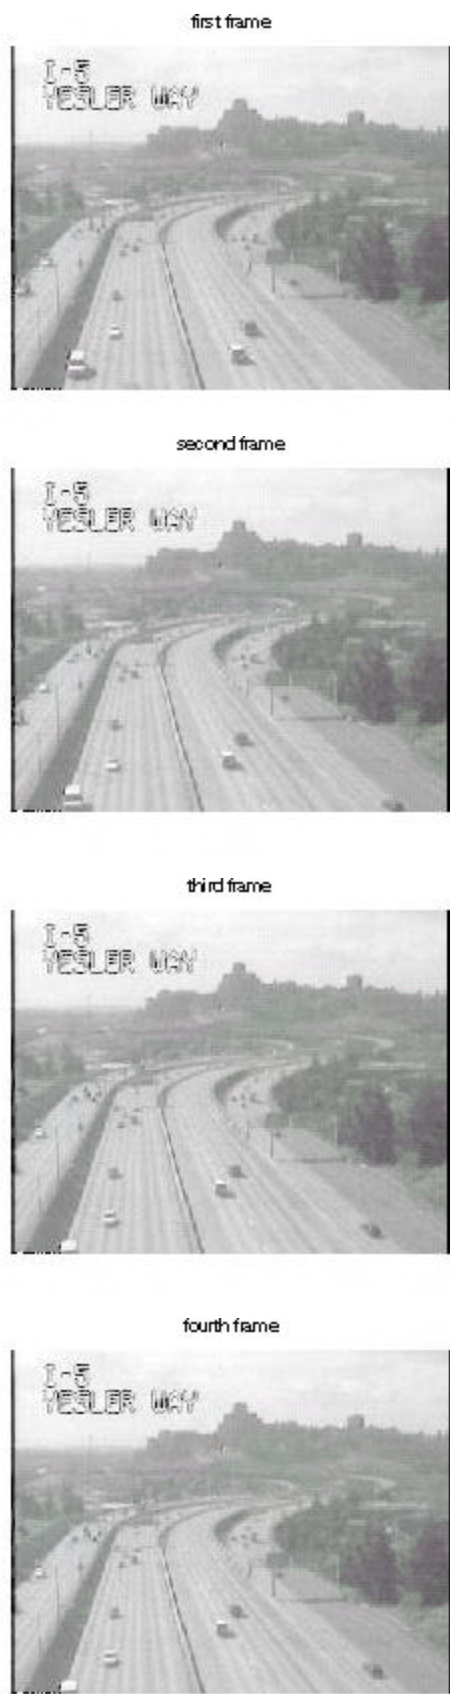 first frame
I-5
YESLER WAY
second frame
I-5
YESLER WAY
third frame
I-5
YESLER WAY
fourth frame
I-5
YESLER WAY